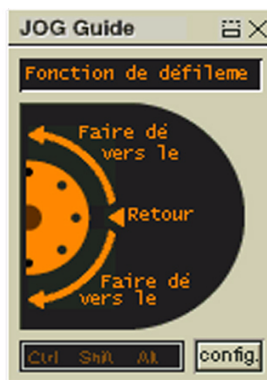 JOG Guide
Fonction de défileme
Faire dé
vers le
Retour
Faire dé
vers le
Ctrl Shift Alt
config.